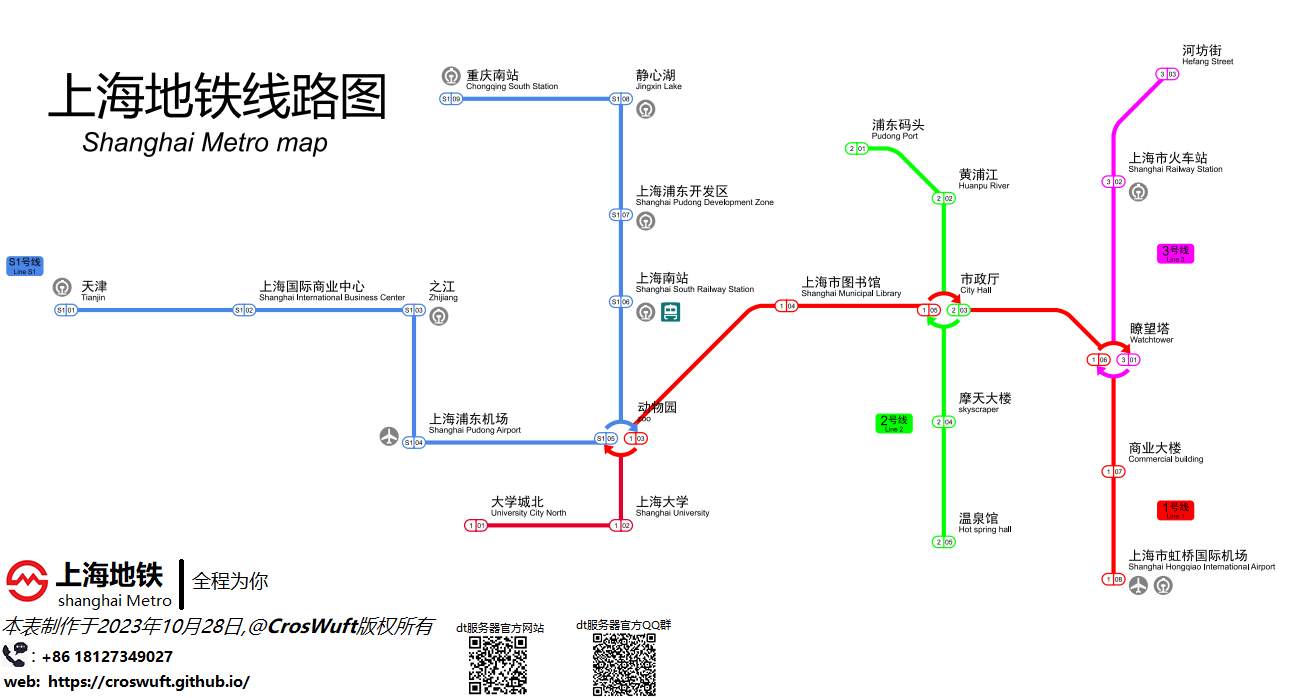 上海地铁线路图
Shanghai Metro map
重庆南站
Chongqing South Station
S1 09
静心湖
Jingxin Lake
S1 08
上海浦东开发区
Shanghai Pudong Development Zone
S1 07
上海南站
Shanghai South Railway Station
S1 06
S1号线
Line S1
天津
Tianjin
S1 01
上海国际商业中心
Shanghai International Business Center
S1 02
之江
Zhijiang
S1 03
上海浦东机场
Shanghai Pudong Airport
S1 04
动物园
zoo
S1 05
1 03
大学城北
University City North
1 01
上海大学
Shanghai University
1 02
上海市图书馆
Shanghai Municipal Library
1 04
浦东码头
Pudong Port
2 01
黄浦江
Huanpu River
2 02
市政厅
City Hall
1 05
2 03
2号线
Line 2
摩天大楼
skyscraper
2 04
温泉馆
Hot spring hall
2 05
河坊街
Hefang Street
3 03
上海市火车站
Shanghai Railway Station
3 02
3号线
Line 3
瞭望塔
Watchtower
1 06
3 01
商业大楼
Commercial building
1 07
1号线
Line 1
上海市虹桥国际机场
Shanghai Hongqiao International Airport
1 08
上海地铁
shanghai Metro
全程为你
本表制作于2023年10月28日,@CrosWuft版权所有
: +86 18127349027
web: https://croswuft.github.io/
dt服务器官方网站
dt服务器官方QQ群